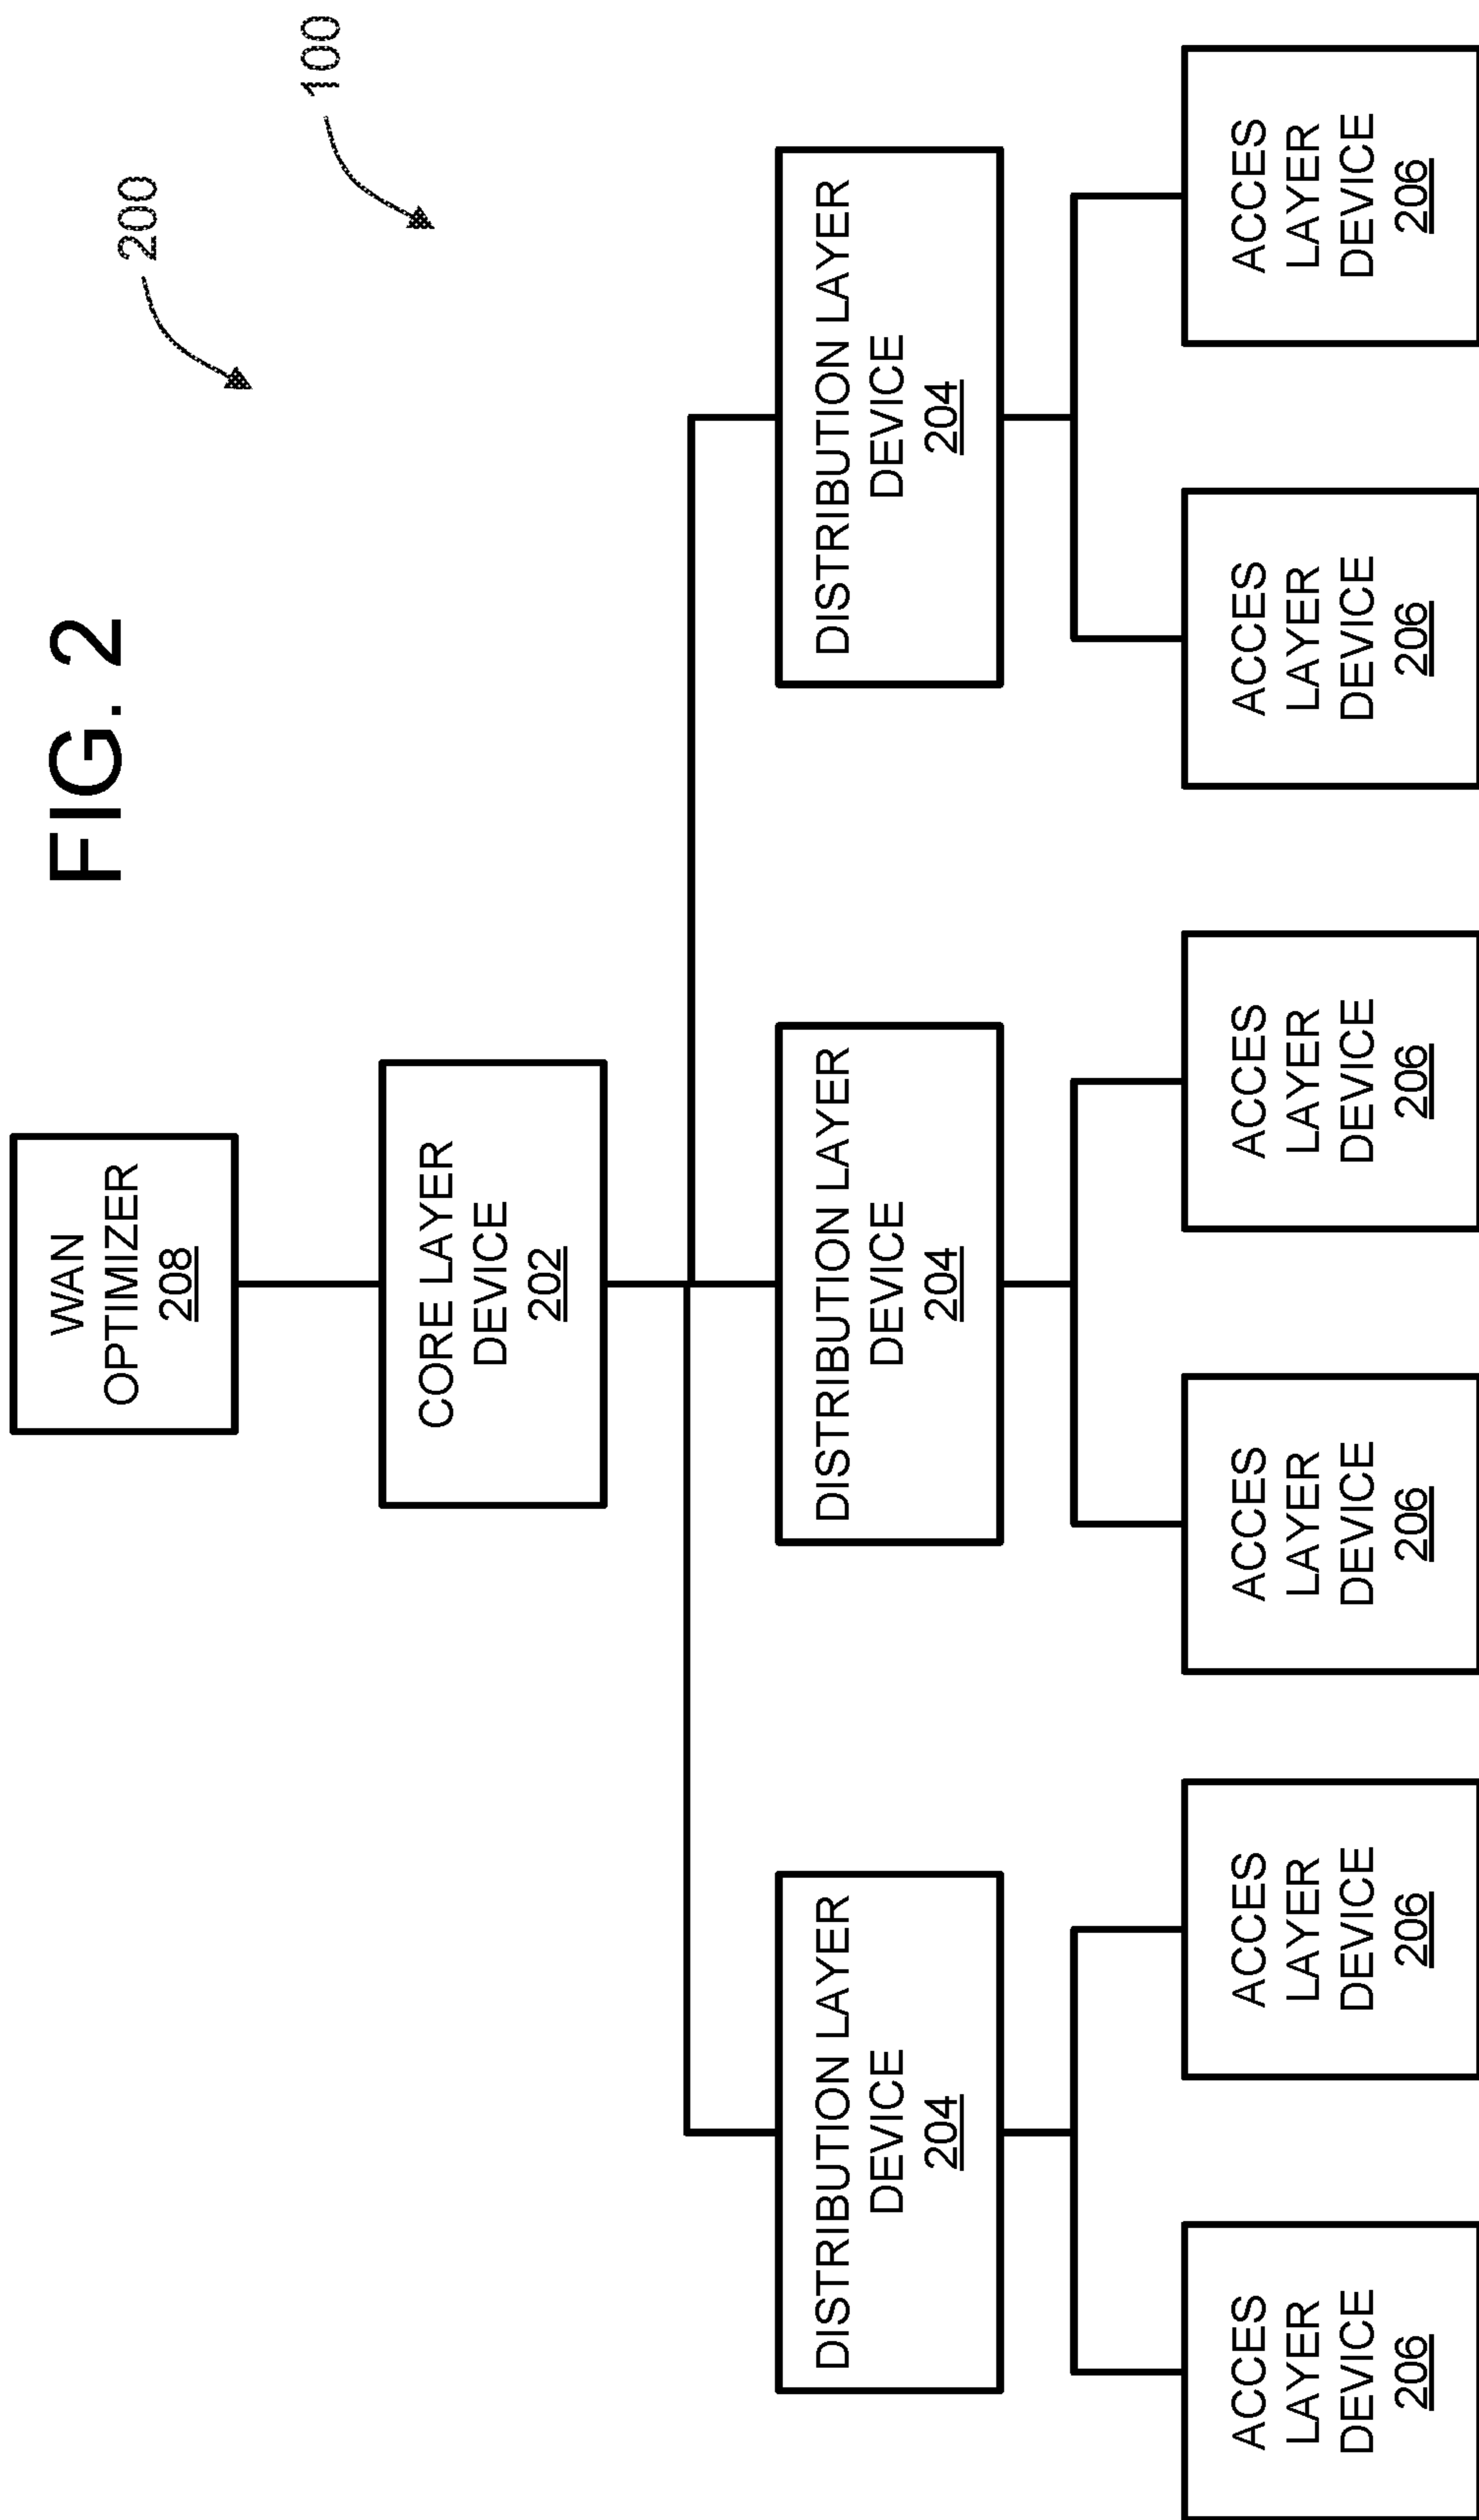 FIG. 2
200
100
WAN
OPTIMIZER
208
CORE LAYER
DEVICE
202
DISTRIBUTION LAYER
DEVICE
204
DISTRIBUTION LAYER
DEVICE
204
DISTRIBUTION LAYER
DEVICE
204
ACCES
LAYER
DEVICE
206
ACCES
LAYER
DEVICE
206
ACCES
LAYER
DEVICE
206
ACCES
LAYER
DEVICE
206
ACCES
LAYER
DEVICE
206
ACCES
LAYER
DEVICE
206